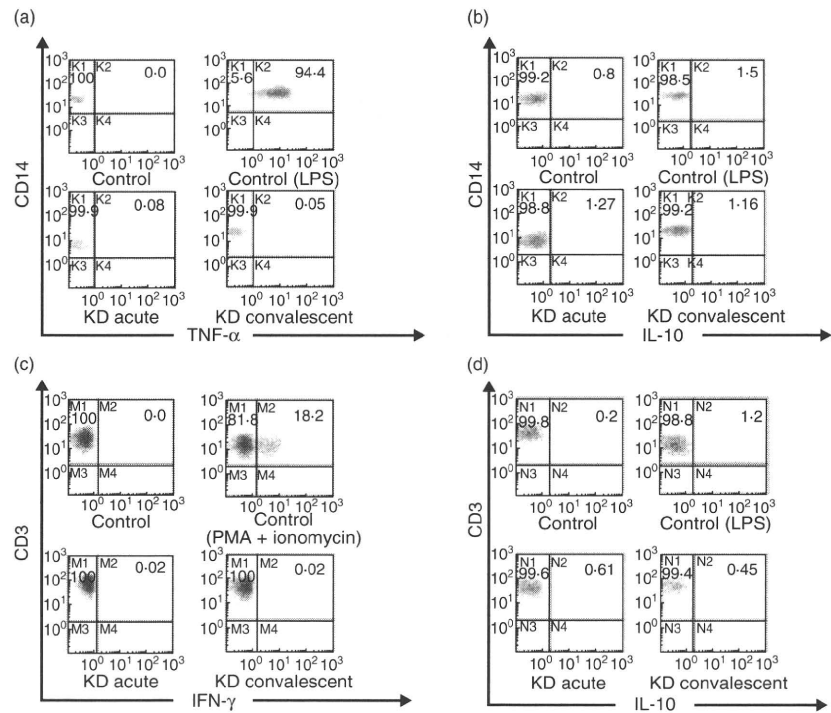 (a)
10³ K1 K2 0·0
100
10²
10¹
10⁰
K3 K4
10⁰ 10¹ 10² 10³
Control
10³ K1 K2 94·4
5·6
10²
10¹
10⁰
K3 K4
10⁰ 10¹ 10² 10³
Control (LPS)
CD14
10³ K1 K2 0·08
99·9
10²
10¹
10⁰
K3 K4
10⁰ 10¹ 10² 10³
KD acute
10³ K1 K2 0·05
99·9
10²
10¹
10⁰
K3 K4
10⁰ 10¹ 10² 10³
KD convalescent
TNF-α
(b)
10³ K1 K2 0·8
99·2
10²
10¹
10⁰
K3 K4
10⁰ 10¹ 10² 10³
Control
10³ K1 K2 1·5
98·5
10²
10¹
10⁰
K3 K4
10⁰ 10¹ 10² 10³
Control (LPS)
CD14
10³ K1 K2 1·27
98·8
10²
10¹
10⁰
K3 K4
10⁰ 10¹ 10² 10³
KD acute
10³ K1 K2 1·16
99·2
10²
10¹
10⁰
K3 K4
10⁰ 10¹ 10² 10³
KD convalescent
IL-10
(c)
10³ M1 M2 0·0
100
10²
10¹
10⁰
M3 M4
10⁰ 10¹ 10² 10³
Control
10³ M1 M2 18·2
81·8
10²
10¹
10⁰
M3 M4
10⁰ 10¹ 10² 10³
Control
(PMA + ionomycin)
CD3
10³ M1 M2 0·02
100
10²
10¹
10⁰
M3 M4
10⁰ 10¹ 10² 10³
KD acute
10³ M1 M2 0·02
100
10²
10¹
10⁰
M3 M4
10⁰ 10¹ 10² 10³
KD convalescent
IFN-γ
(d)
10³ N1 N2 0·2
99·8
10²
10¹
10⁰
N3 N4
10⁰ 10¹ 10² 10³
Control
10³ N1 N2 1·2
98·8
10²
10¹
10⁰
N3 N4
10⁰ 10¹ 10² 10³
Control (LPS)
CD3
10³ N1 N2 0·61
99·6
10²
10¹
10⁰
N3 N4
10⁰ 10¹ 10² 10³
KD acute
10³ N1 N2 0·45
99·4
10²
10¹
10⁰
N3 N4
10⁰ 10¹ 10² 10³
KD convalescent
IL-10